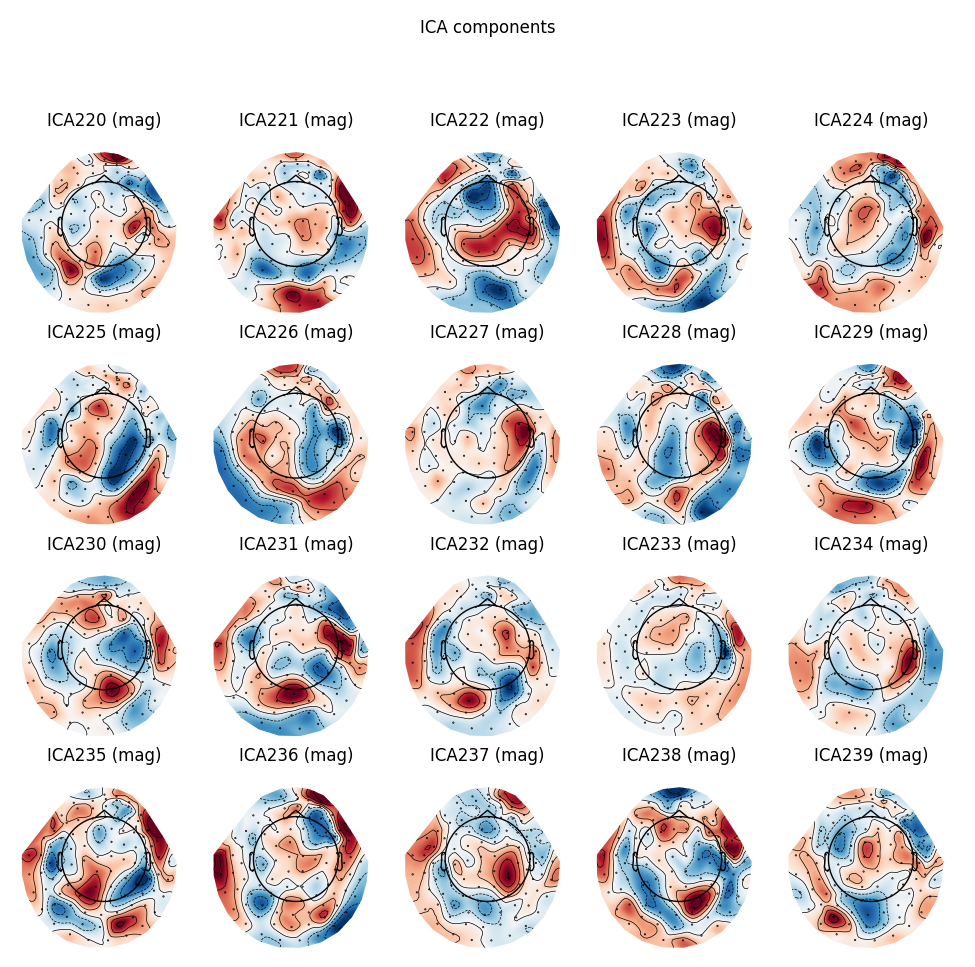 ICA components
ICA220 (mag) ICA221 (mag) ICA222 (mag) ICA223 (mag) ICA224 (mag)
ICA225 (mag) ICA226 (mag) ICA227 (mag) ICA228 (mag) ICA229 (mag)
ICA230 (mag) ICA231 (mag) ICA232 (mag) ICA233 (mag) ICA234 (mag)
ICA235 (mag) ICA236 (mag) ICA237 (mag) ICA238 (mag) ICA239 (mag)